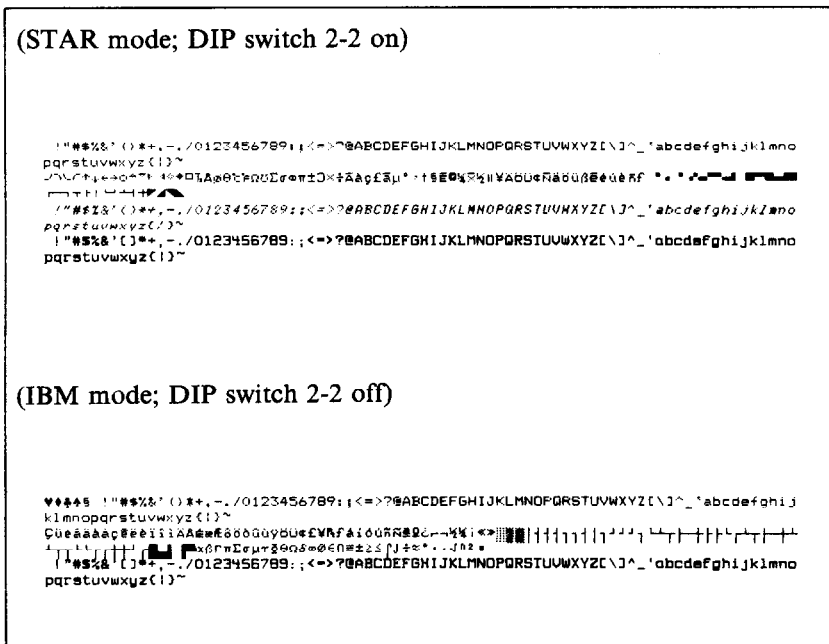 (STAR mode; DIP switch 2-2 on)
!"#$%&'()*+,-./0123456789:;<=>?@ABCDEFGHIJKLMNOPQRSTUVWXYZ[\]^_'abcdefghijklmno
pqrstuvwxyz{|}~
!"#$%&'()*+,-./0123456789:;<=>?@ABCDEFGHIJKLMNOPQRSTUVWXYZ[\]^_'abcdefghijklmno
pqrstuvwxyz{|}~
!"#$%&'()*+,-./0123456789:;<=>?@ABCDEFGHIJKLMNOPQRSTUVWXYZ[\]^_'abcdefghijklmno
pqrstuvwxyz{|}~
(IBM mode; DIP switch 2-2 off)
♥♦♣♠§ !"#$%&'()*+,-./0123456789:;<=>?@ABCDEFGHIJKLMNOPQRSTUVWXYZ[\]^_'abcdefghij
klmnopqrstuvwxyz{|}~
!"#$%&'()*+,-./0123456789:;<=>?@ABCDEFGHIJKLMNOPQRSTUVWXYZ[\]^_'abcdefghijklmno
pqrstuvwxyz{|}~